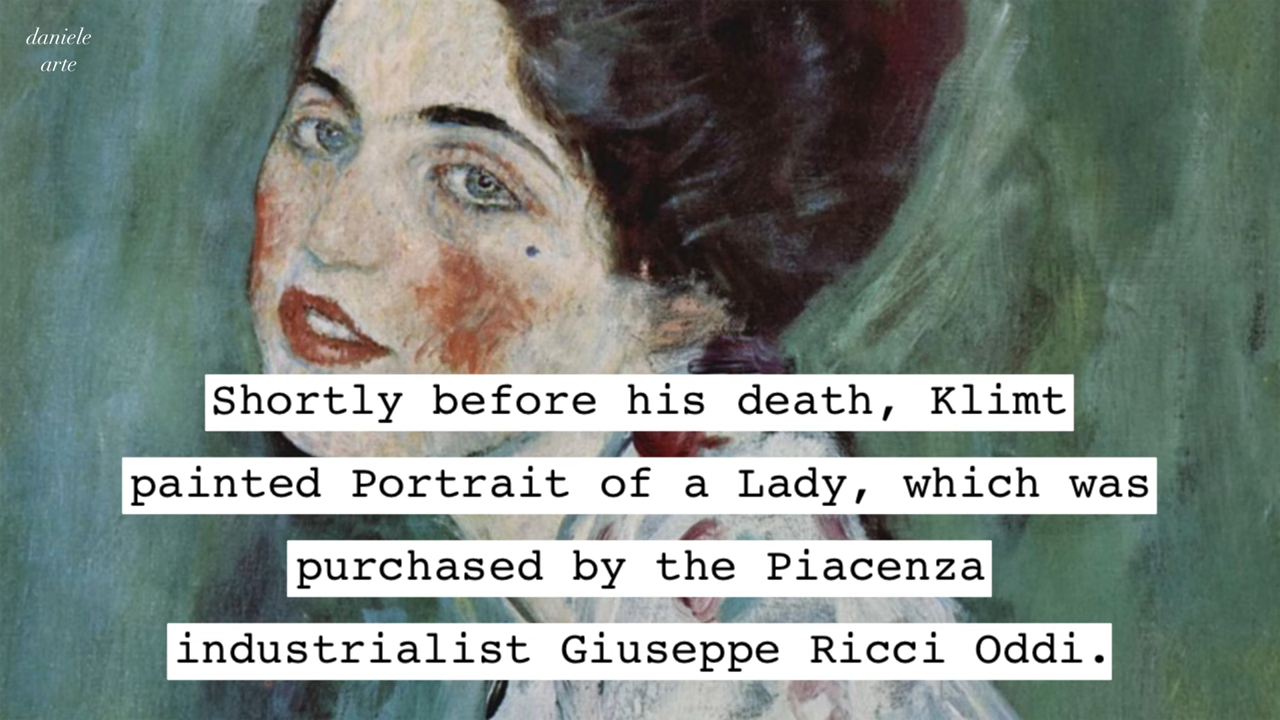 daniele
arte
Shortly before his death, Klimt
painted Portrait of a Lady, which was
purchased by the Piacenza
industrialist Giuseppe Ricci Oddi.